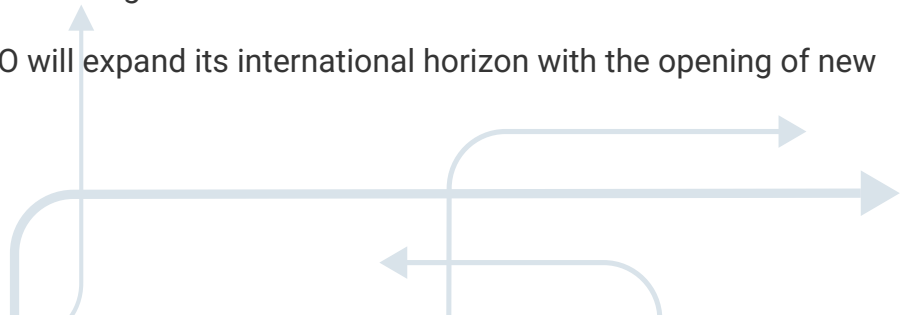 O will expand its international horizon with the opening of new